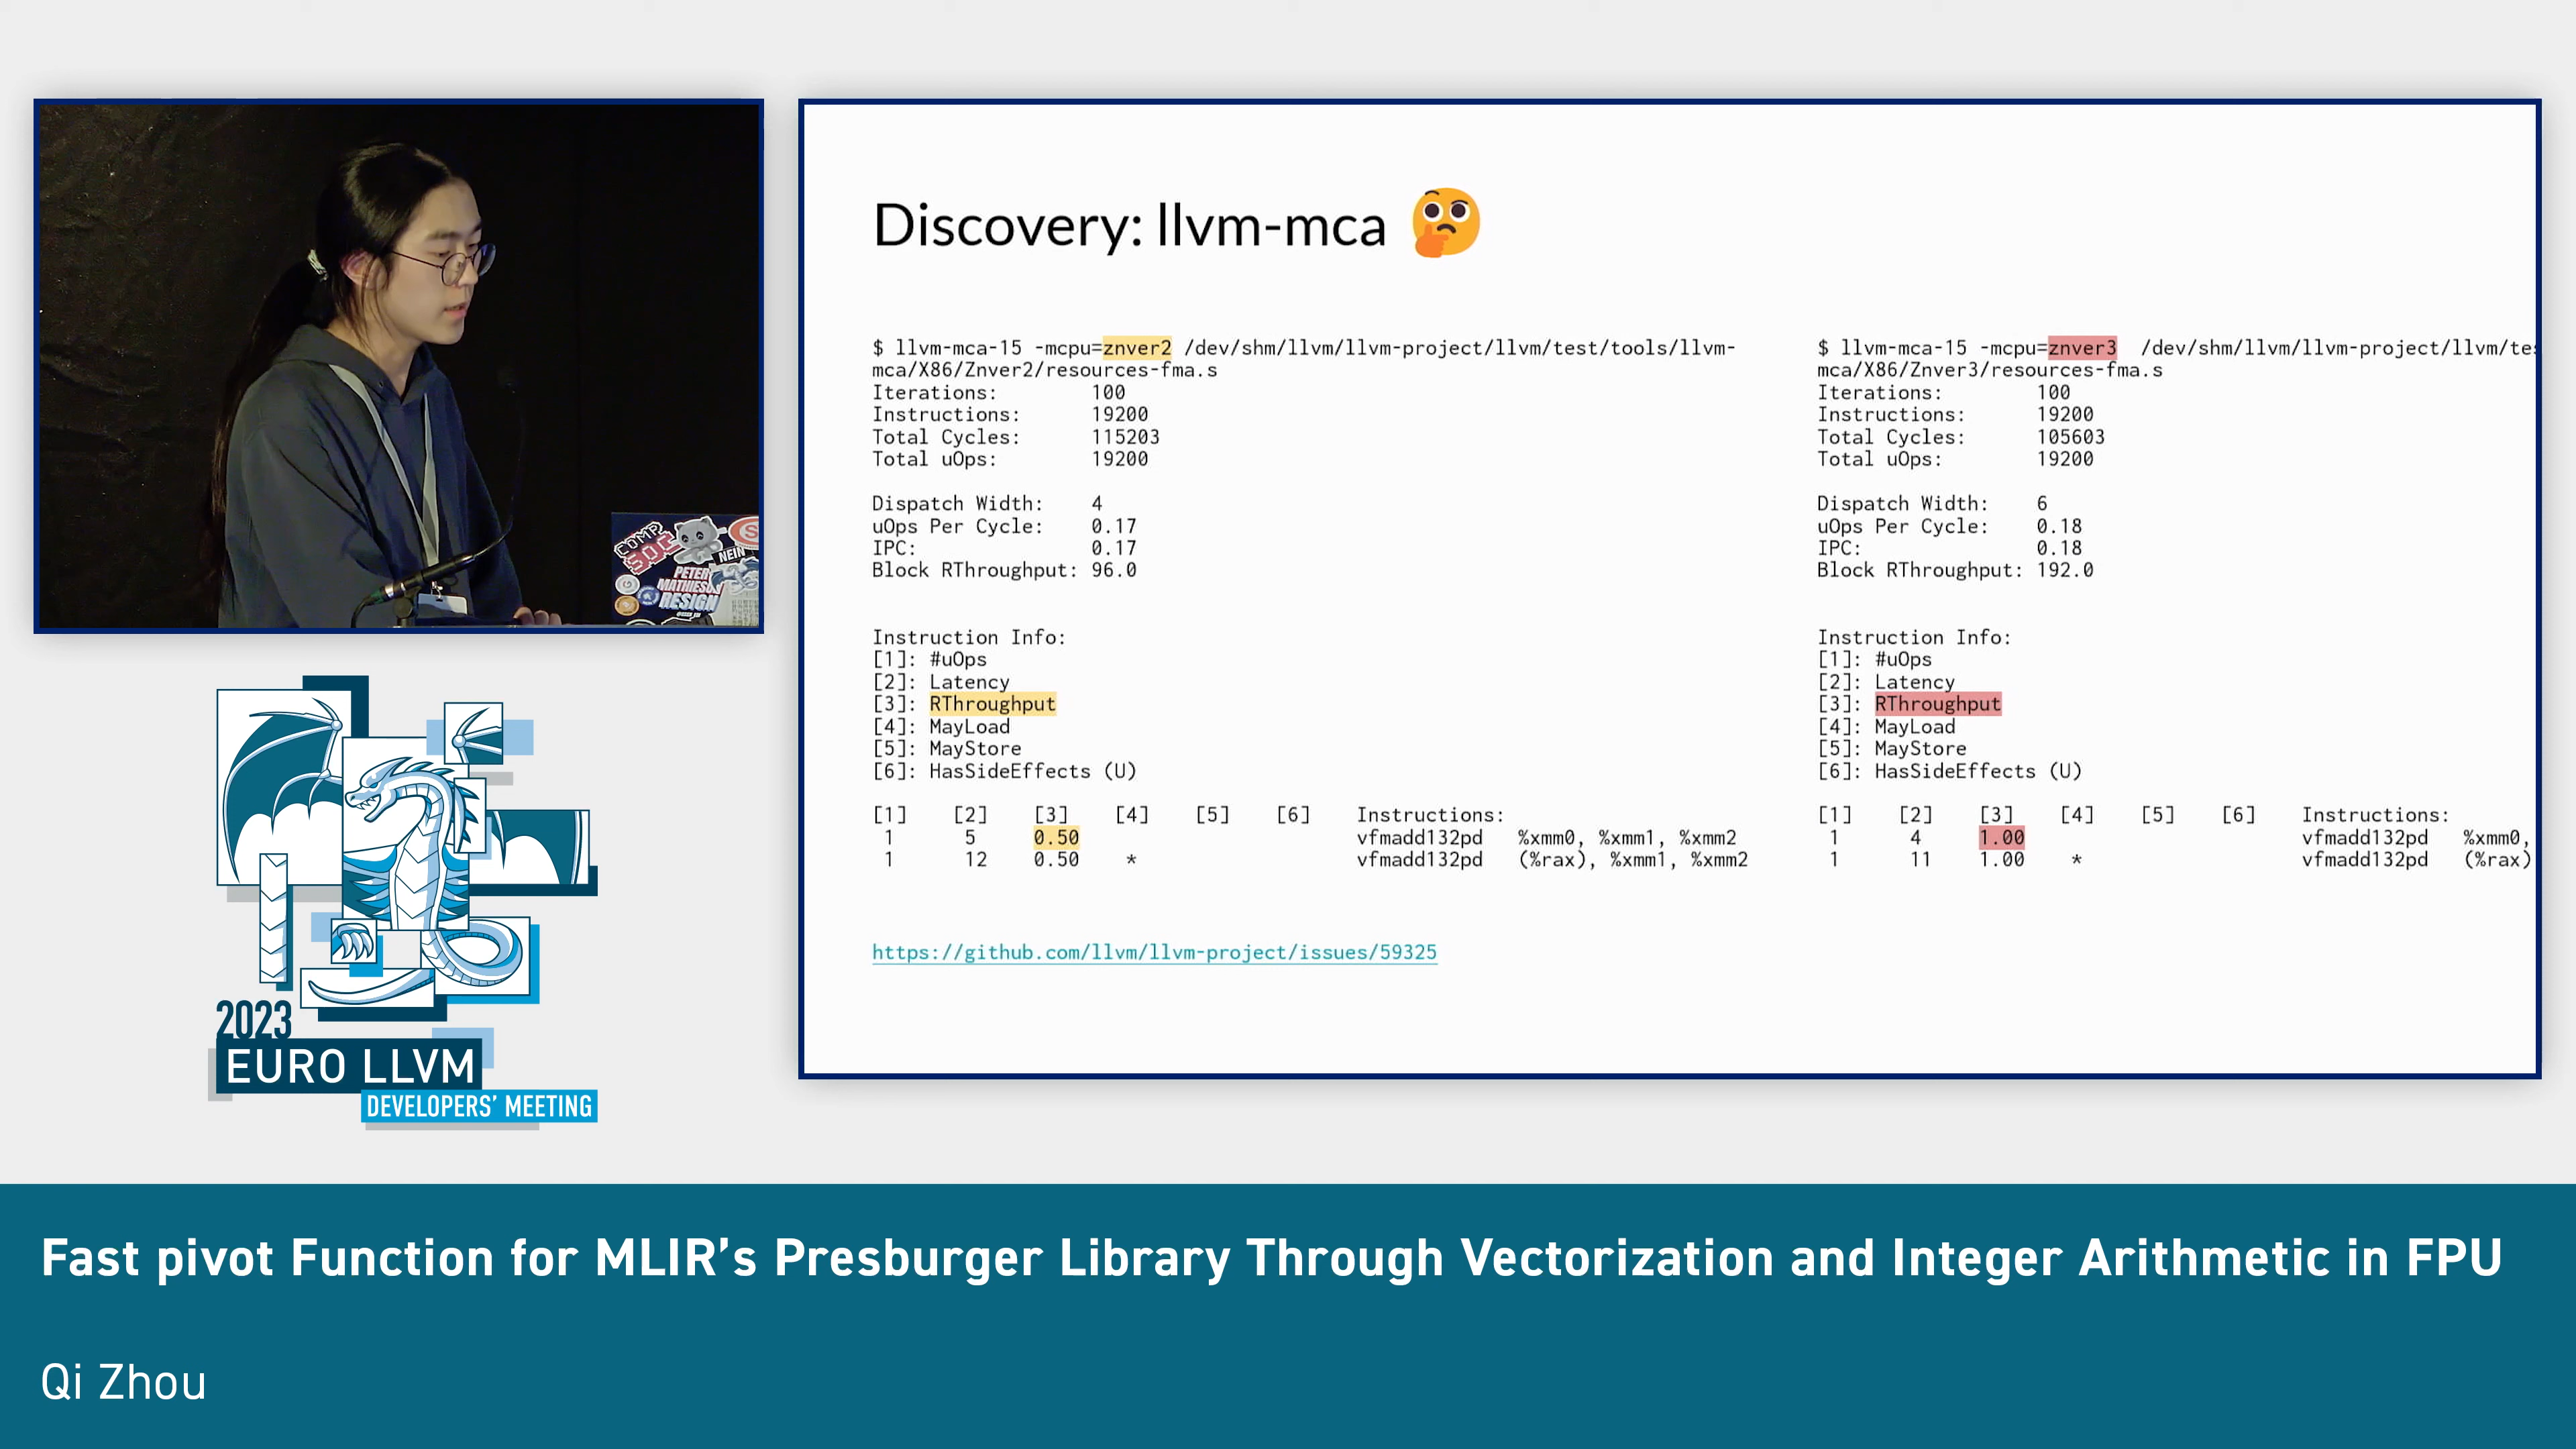 Discovery: llvm-mca 🤔
$ llvm-mca-15 -mcpu=znver2 /dev/shm/llvm/llvm-project/llvm/test/tools/llvm-
mca/X86/Znver2/resources-fma.s
Iterations: 100
Instructions: 19200
Total Cycles: 115203
Total uOps: 19200
Dispatch Width: 4
uOps Per Cycle: 0.17
IPC: 0.17
Block RThroughput: 96.0
Instruction Info:
[1]: #uOps
[2]: Latency
[3]: RThroughput
[4]: MayLoad
[5]: MayStore
[6]: HasSideEffects (U)
[1] [2] [3] [4] [5] [6] Instructions:
1 5 0.50 vfmadd132pd %xmm0, %xmm1, %xmm2
1 12 0.50 * vfmadd132pd (%rax), %xmm1, %xmm2
https://github.com/llvm/llvm-project/issues/59325
$ llvm-mca-15 -mcpu=znver3 /dev/shm/llvm/llvm-project/llvm/tes
mca/X86/Znver3/resources-fma.s
Iterations: 100
Instructions: 19200
Total Cycles: 105603
Total uOps: 19200
Dispatch Width: 6
uOps Per Cycle: 0.18
IPC: 0.18
Block RThroughput: 192.0
Instruction Info:
[1]: #uOps
[2]: Latency
[3]: RThroughput
[4]: MayLoad
[5]: MayStore
[6]: HasSideEffects (U)
[1] [2] [3] [4] [5] [6] Instructions:
1 4 1.00 vfmadd132pd %xmm0,
1 11 1.00 * vfmadd132pd (%rax)
COMP
SOC
NEIN
PETER
MATHIESON
RESIGN
2023
EURO LLVM
DEVELOPERS' MEETING
Fast pivot Function for MLIR's Presburger Library Through Vectorization and Integer Arithmetic in FPU
Qi Zhou